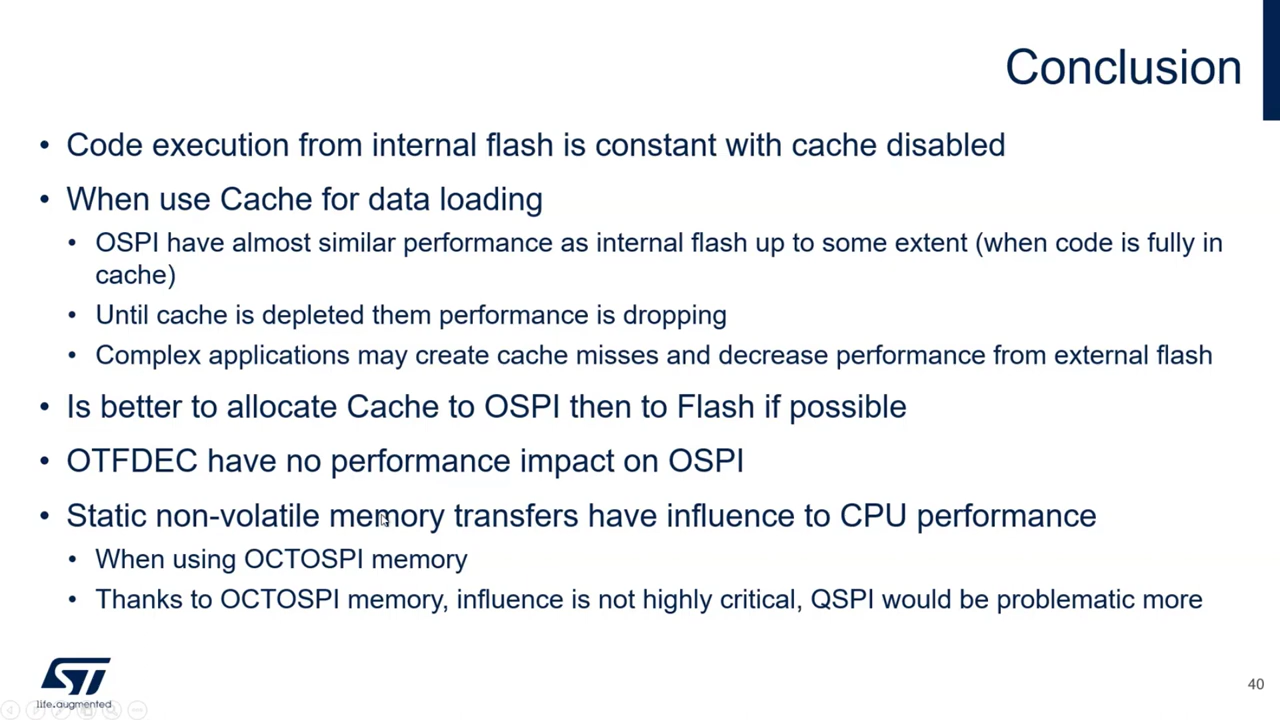 Conclusion
• Code execution from internal flash is constant with cache disabled
• When use Cache for data loading
• OSPI have almost similar performance as internal flash up to some extent (when code is fully in
cache)
• Until cache is depleted them performance is dropping
• Complex applications may create cache misses and decrease performance from external flash
• Is better to allocate Cache to OSPI then to Flash if possible
• OTFDEC have no performance impact on OSPI
• Static non-volatile memory transfers have influence to CPU performance
• When using OCTOSPI memory
• Thanks to OCTOSPI memory, influence is not highly critical, QSPI would be problematic more
ST
life.augmented
40